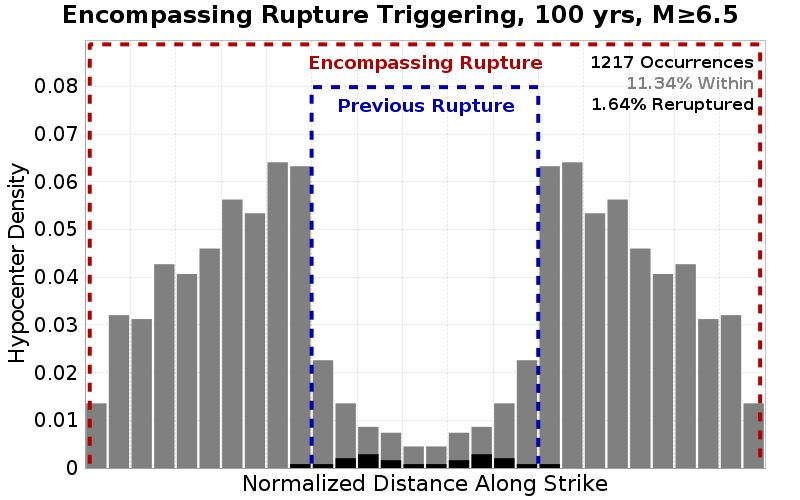 Encompassing Rupture Triggering, 100 yrs, M≥6.5
Encompassing Rupture
Previous Rupture
1217 Occurrences
11.34% Within
1.64% Reruptured
Hypocenter Density
0.08
0.07
0.06
0.05
0.04
0.03
0.02
0.01
0
Normalized Distance Along Strike